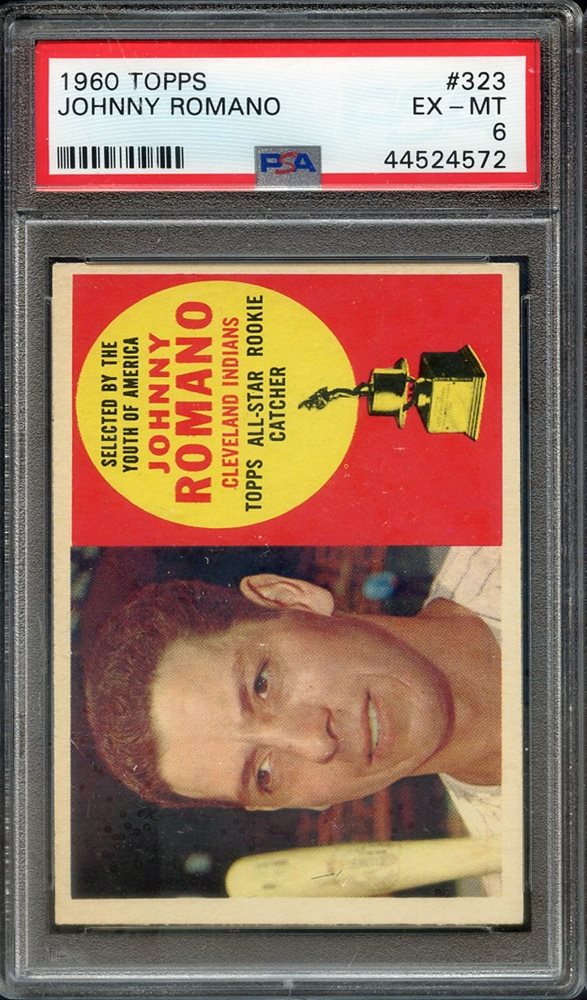 1960 TOPPS #323
JOHNNY ROMANO EX - MT
6
PSA 44524572
SELECTED BY THE
YOUTH OF AMERICA
JOHNNY
ROMANO
CLEVELAND INDIANS
TOPPS ALL-STAR ROOKIE
CATCHER